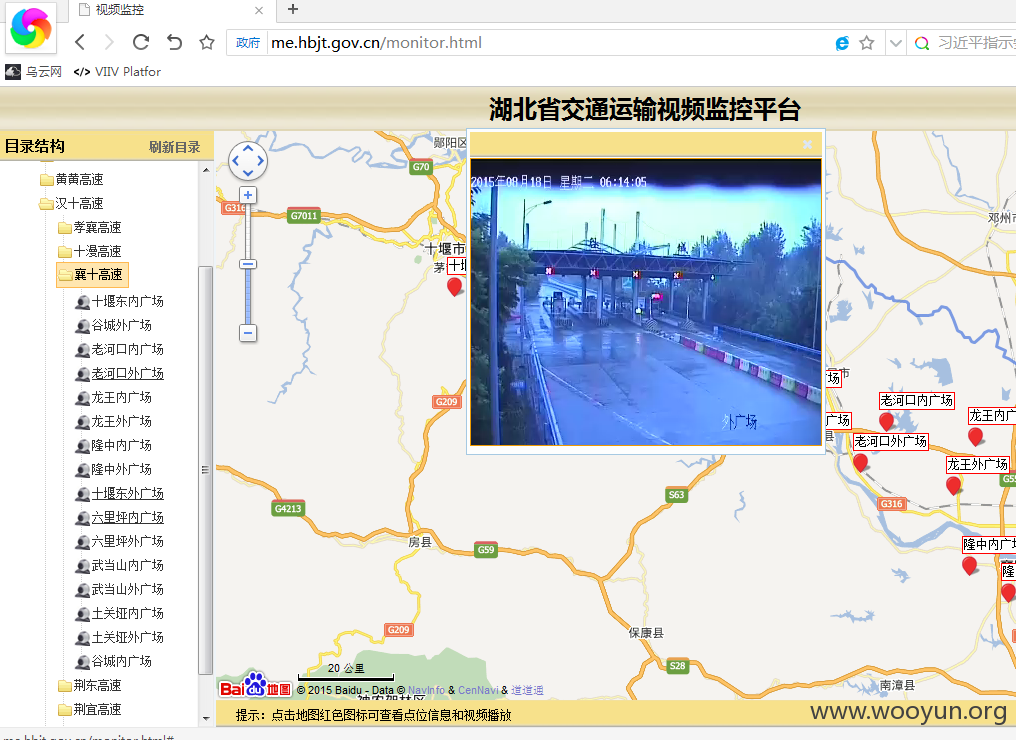 视频监控
政府 me.hbjt.gov.cn/monitor.html
习近平指示
乌云网 </> VIIV Platfor
湖北省交通运输视频监控平台
目录结构 刷新目录
黄黄高速
汉十高速
孝襄高速
十漫高速
襄十高速
十堰东内广场
谷城外广场
老河口内广场
老河口外广场
龙王内广场
龙王外广场
隆中内广场
隆中外广场
十堰东外广场
六里坪内广场
六里坪外广场
武当山内广场
武当山外广场
土关垭内广场
土关垭外广场
谷城内广场
荆东高速
荆宜高速
郧阳区
G70
G316
G7011
十堰市
茅
十堰
2015年08月18日 星期二 06:14:05
外广场
邓州市
市
场
广场
县
老河口内广场
龙王内广
老河口外广场
龙王外广场
G55
G316
隆中内广场
隆
G209
G4213
S63
房县
G59
G209
保康县
S28
南漳县
20 公里
Bai du 地图
© 2015 Baidu - Data © NavInfo & CenNavi & 道道通
提示：点击地图红色图标可查看点位信息和视频播放
www.wooyun.org
me.hbjt.gov.cn/monitor.html#